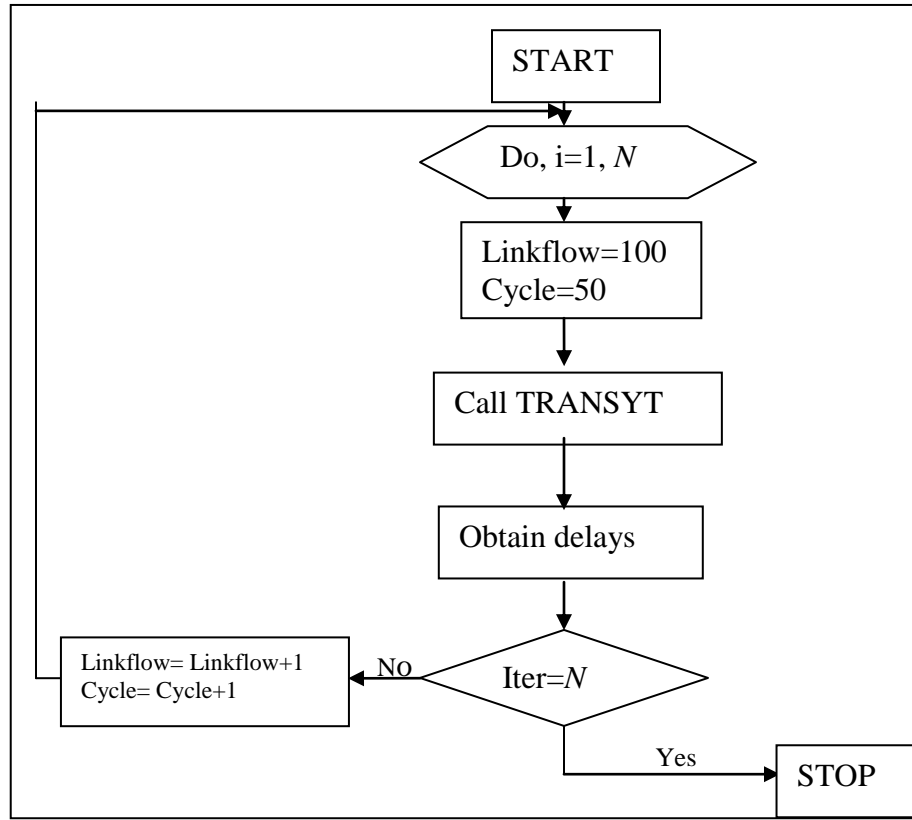 START
Do, i=1, N
Linkflow=100
Cycle=50
Call TRANSYT
Obtain delays
Iter=N
No
Linkflow= Linkflow+1
Cycle= Cycle+1
Yes
STOP